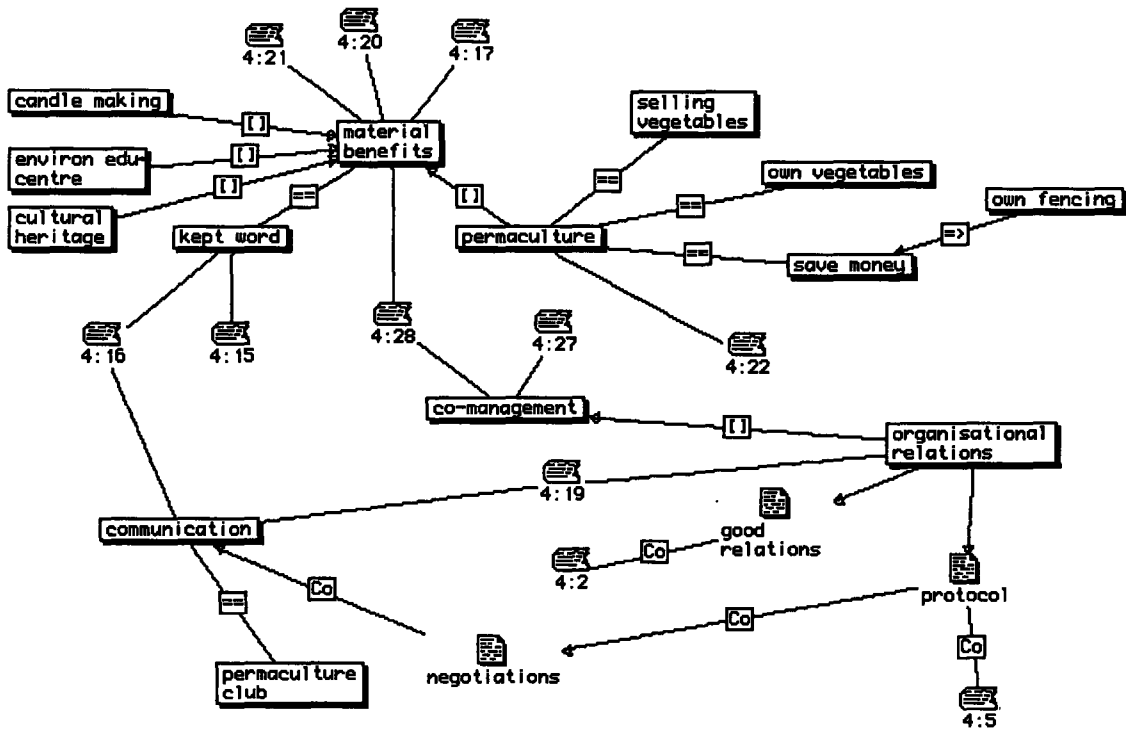 4:21
4:20
4:17
candle making
[]
material
benefits
selling
vegetables
environ edu-
centre
[]
cultural
heritage
[]
==
[]
==
own vegetables
==
own fencing
kept word
permaculture
==
=>
save money
4:16
4:15
4:28
4:27
4:22
co-management
[]
organisational
relations
4:19
communication
good
relations
Co
4:2
protocol
Co
==
Co
Co
negotiations
permaculture
club
4:5